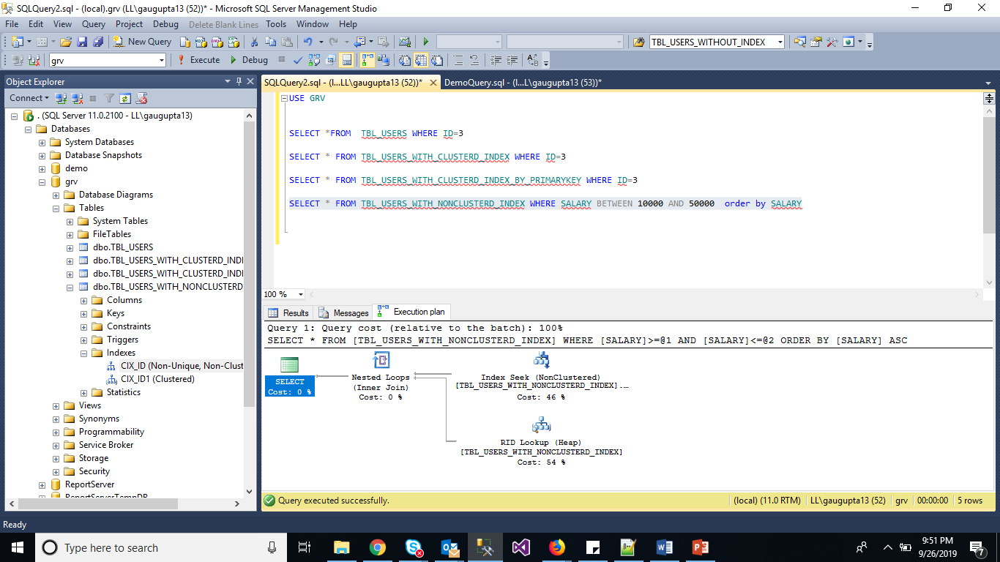 SQLQuery2.sql - (local).grv (LL\gaugupta13 (52))* - Microsoft SQL Server Management Studio
File Edit View Query Project Debug Delete Blank Lines Tools Window Help
New Query TBL_USERS_WITHOUT_INDEX
grv Execute Debug
Object Explorer
Connect
. (SQL Server 11.0.2100 - LL\gaugupta13)
Databases
System Databases
Database Snapshots
demo
grv
Database Diagrams
Tables
System Tables
FileTables
dbo.TBL_USERS
dbo.TBL_USERS_WITH_CLUSTERD_INDI
dbo.TBL_USERS_WITH_CLUSTERD_INDI
dbo.TBL_USERS_WITH_NONCLUSTERD
Columns
Keys
Constraints
Triggers
Indexes
CIX_ID (Non-Unique, Non-Clust
CIX_ID1 (Clustered)
Statistics
Views
Synonyms
Programmability
Service Broker
Storage
Security
ReportServer
ReportServerTempDB
SQLQuery2.sql - (l...LL\gaugupta13 (52))* DemoQuery.sql - (l...L\gaugupta13 (53))*
USE GRV
SELECT *FROM TBL_USERS WHERE ID=3
SELECT * FROM TBL_USERS_WITH_CLUSTERD_INDEX WHERE ID=3
SELECT * FROM TBL_USERS_WITH_CLUSTERD_INDEX_BY_PRIMARYKEY WHERE ID=3
SELECT * FROM TBL_USERS_WITH_NONCLUSTERD_INDEX WHERE SALARY BETWEEN 10000 AND 50000 order by SALARY
100 %
Results Messages Execution plan
Query 1: Query cost (relative to the batch): 100%
SELECT * FROM [TBL_USERS_WITH_NONCLUSTERD_INDEX] WHERE [SALARY]>=@1 AND [SALARY]<=@2 ORDER BY [SALARY] ASC
SELECT
Cost: 0 %
Nested Loops
(Inner Join)
Cost: 0 %
Index Seek (NonClustered)
[TBL_USERS_WITH_NONCLUSTERD_INDEX].…
Cost: 46 %
RID Lookup (Heap)
[TBL_USERS_WITH_NONCLUSTERD_INDEX]
Cost: 54 %
Query executed successfully. (local) (11.0 RTM) LL\gaugupta13 (52) grv 00:00:00 5 rows
Ready
Type here to search
9:51 PM
9/26/2019
7